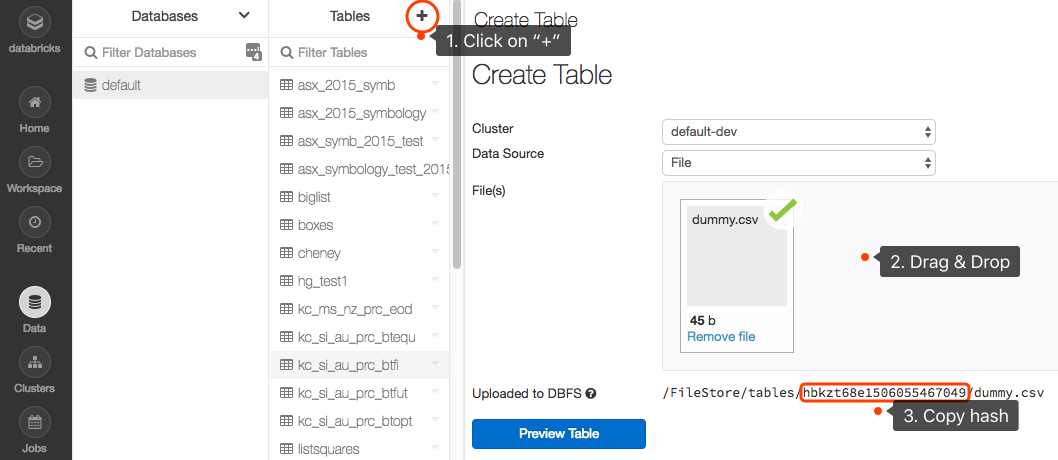 databricks
Home
Workspace
Recent
Data
Clusters
Jobs
Databases
Filter Databases
4
default
Tables
+
Filter Tables
asx_2015_symb
asx_2015_symbology
asx_symb_2015_test
asx_symbology_test_2015
biglist
boxes
cheney
hg_test1
kc_ms_nz_prc_eod
kc_si_au_prc_btequ
kc_si_au_prc_btfi
kc_si_au_prc_btfut
kc_si_au_prc_btopt
listsquares
Create Table
1. Click on “+”
Create Table
Cluster
default-dev
Data Source
File
File(s)
dummy.csv
45 b
Remove file
2. Drag & Drop
Uploaded to DBFS ?
/FileStore/tables/hbkzt68e1506055467049/dummy.csv
3. Copy hash
Preview Table